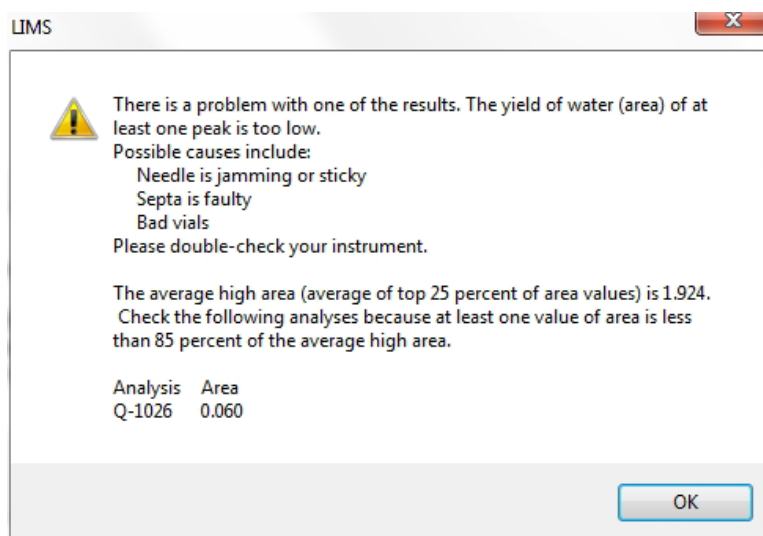 LIMS
X
There is a problem with one of the results. The yield of water (area) of at
least one peak is too low.
Possible causes include:
Needle is jamming or sticky
Septa is faulty
Bad vials
Please double-check your instrument.
The average high area (average of top 25 percent of area values) is 1.924.
Check the following analyses because at least one value of area is less
than 85 percent of the average high area.
Analysis Area
Q-1026 0.060
OK